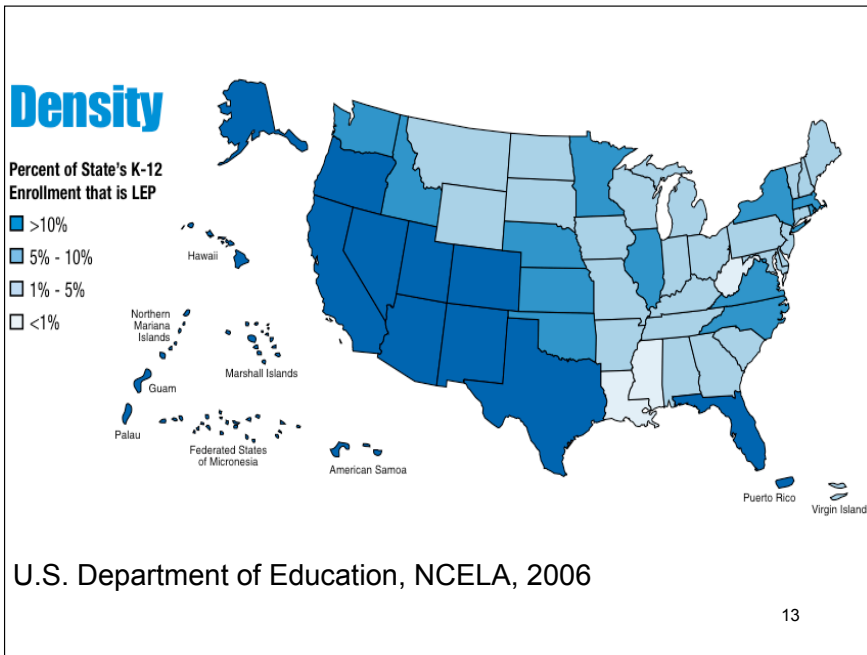 Density
Percent of State's K-12
Enrollment that is LEP
>10%
5% - 10%
1% - 5%
<1%
Hawaii
Northern
Mariana
Islands
Guam
Palau
Marshall Islands
Federated States
of Micronesia
American Samoa
Puerto Rico
Virgin Island
U.S. Department of Education, NCELA, 2006
13